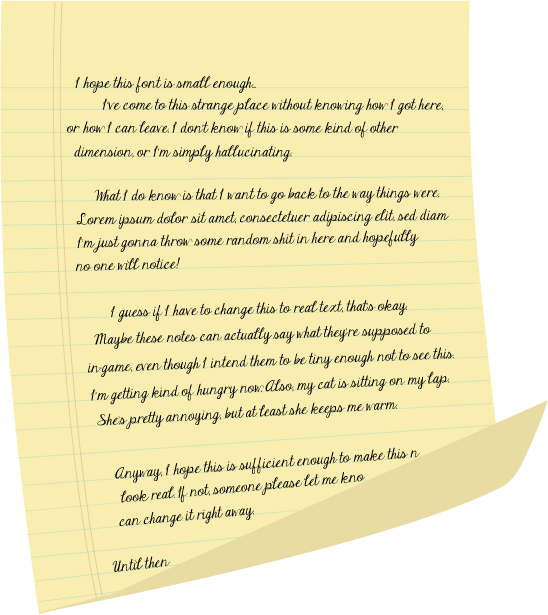 I hope this font is small enough...
I've come to this strange place without knowing how I got here,
or how I can leave. I don't know if this is some kind of other
dimension, or I'm simply hallucinating.
What I do know is that I want to go back to the way things were.
Lorem ipsum dolor sit amet, consectetuer adipiscing elit, sed diam
I'm just gonna throw some random shit in here and hopefully
no one will notice!
I guess if I have to change this to real text, that's okay.
Maybe these notes can actually say what they're supposed to
in-game, even though I intend them to be tiny enough not to see this.
I'm getting kind of hungry now. Also, my cat is sitting on my lap.
She's pretty annoying, but at least she keeps me warm.
Anyway, I hope this is sufficient enough to make this n
look real. If not, someone please let me kno
can change it right away.
Until then